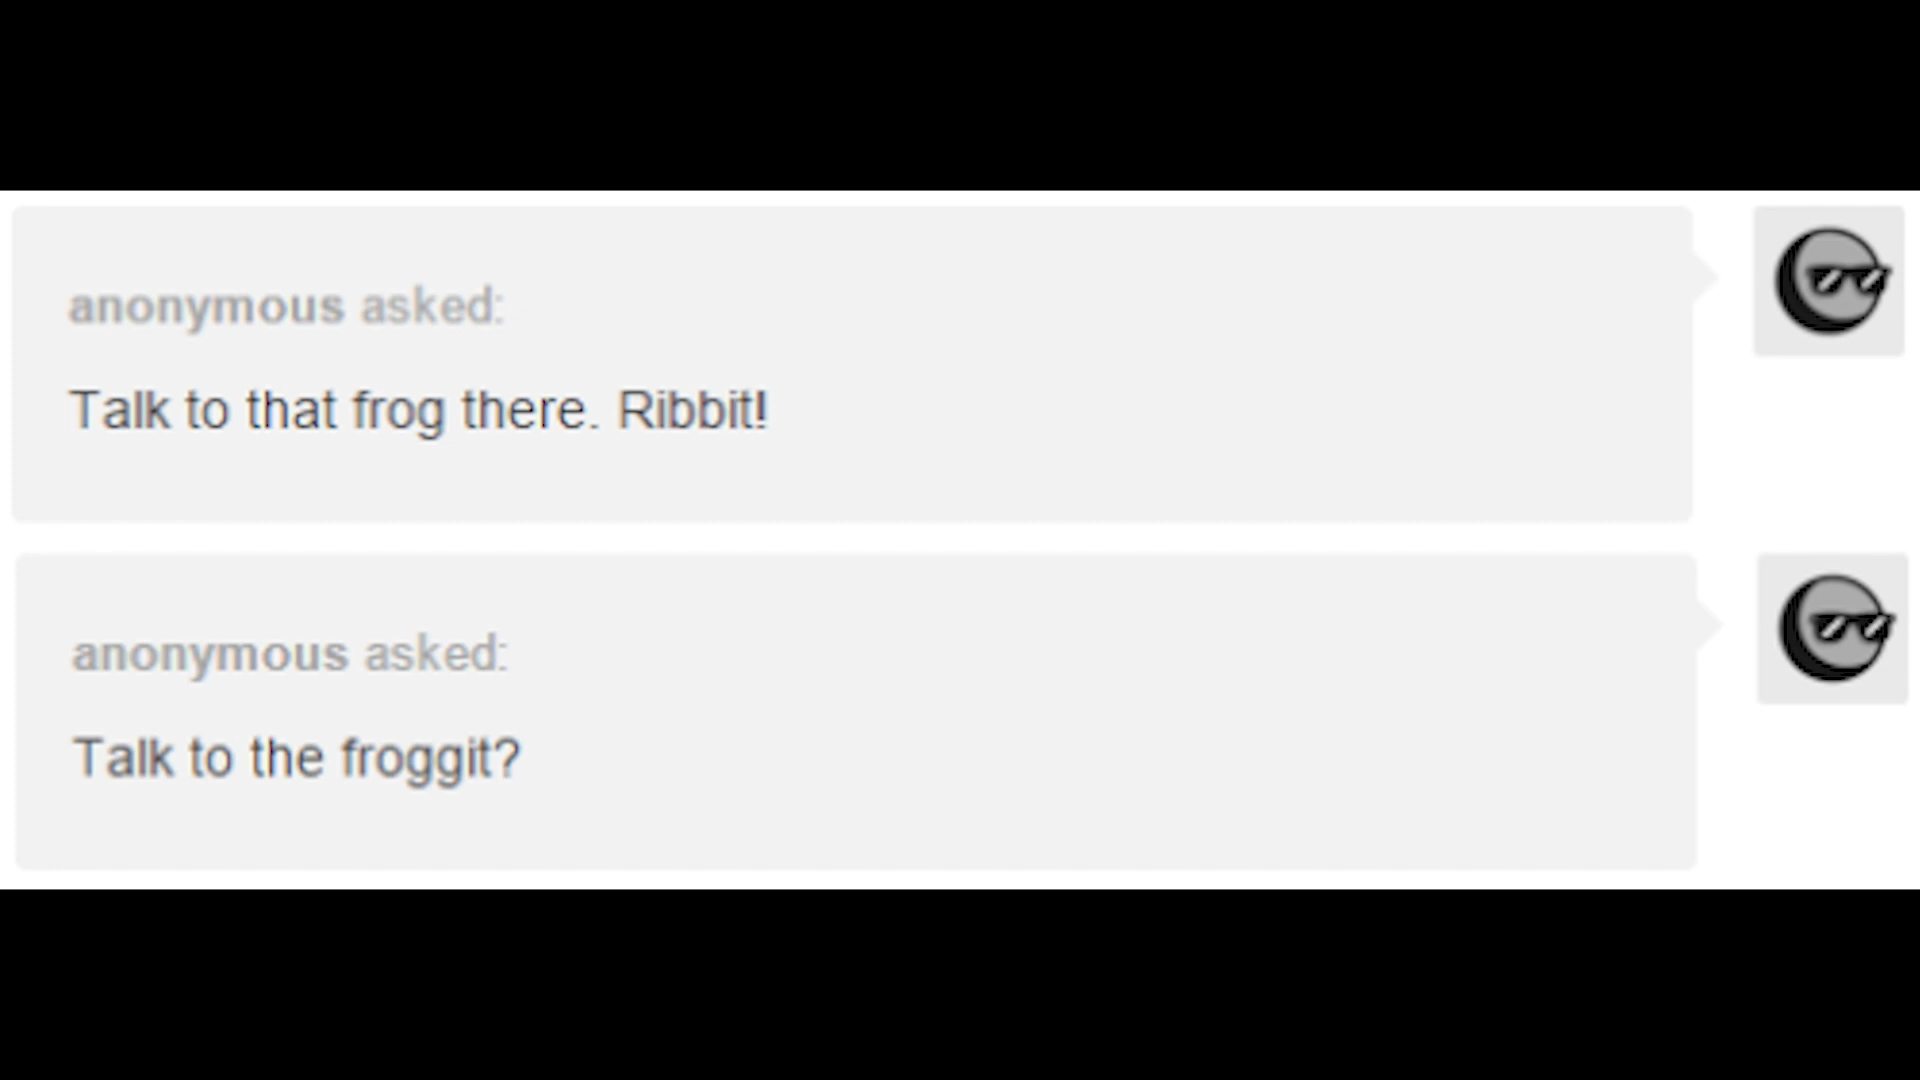 anonymous asked:
Talk to that frog there. Ribbit!
anonymous asked:
Talk to the froggit?